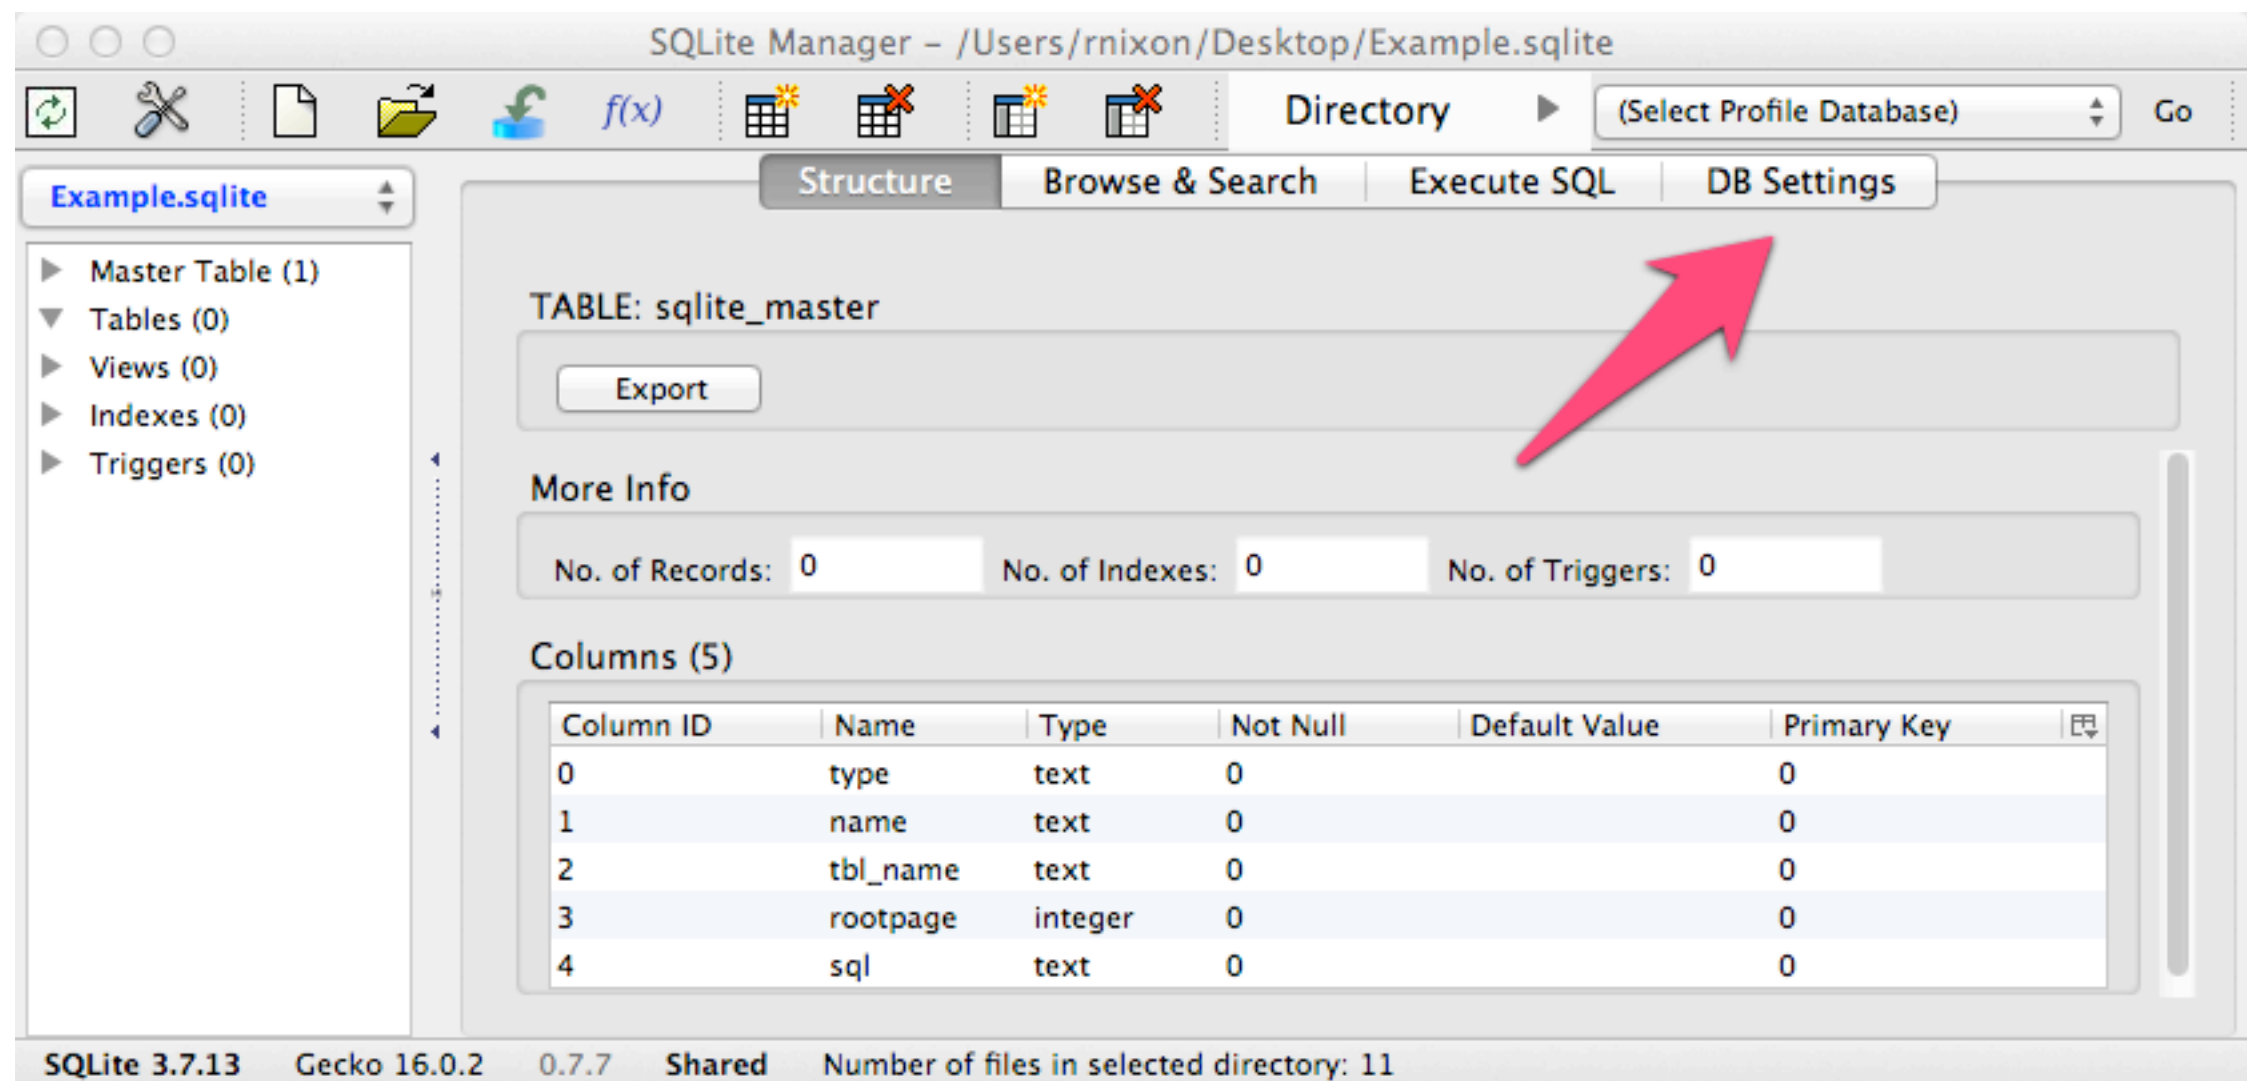 SQLite Manager – /Users/rnixon/Desktop/Example.sqlite
f(x) Directory (Select Profile Database) Go
Example.sqlite
Structure Browse & Search Execute SQL DB Settings
Master Table (1)
Tables (0)
Views (0)
Indexes (0)
Triggers (0)
TABLE: sqlite_master
Export
More Info
No. of Records: 0 No. of Indexes: 0 No. of Triggers: 0
Columns (5)
Column ID Name Type Not Null Default Value Primary Key
0 type text 0 0
1 name text 0 0
2 tbl_name text 0 0
3 rootpage integer 0 0
4 sql text 0 0
SQLite 3.7.13 Gecko 16.0.2 0.7.7 Shared Number of files in selected directory: 11